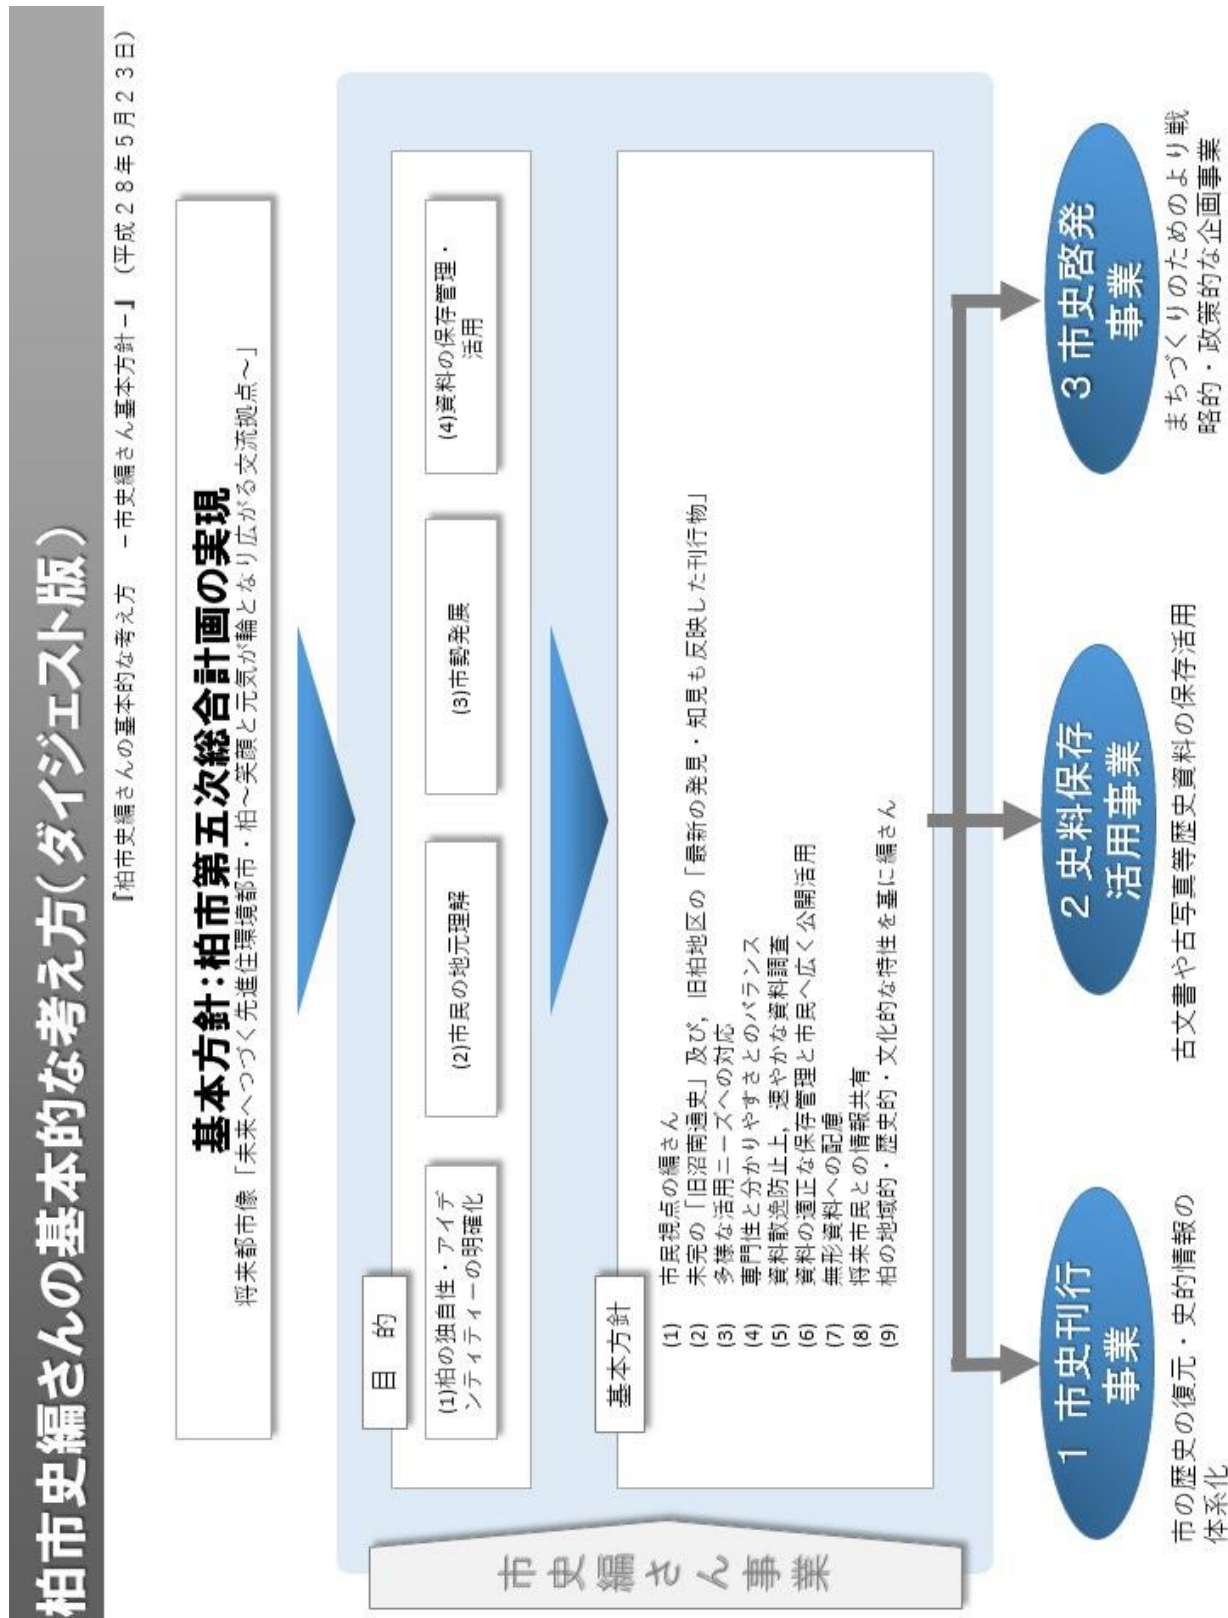 柏市史編さんの基本的な考え方(ダイジェスト版)
『柏市史編さんの基本的な考え方　－市史編さん基本方針－』（平成２８年５月２３日）
基本方針：柏市第五次総合計画の実現
将来都市像「未来へつづく先進住環境都市・柏～笑顔と元気が輪となり広がる交流拠点～」
市史編さん事業
目　的
(1)柏の独自性・アイデ
ンティティーの明確化
(2)市民の地元理解
(3)市勢発展
(4)資料の保存管理・
活用
基本方針
(1)　市民視点の編さん
(2)　未完の「旧沼南通史」及び，旧柏地区の「最新の発見・知見も反映した刊行物」
(3)　多様な活用ニーズへの対応
(4)　専門性と分かりやすさとのバランス
(5)　資料散逸防止上，速やかな資料調査
(6)　資料の適正な保存管理と市民へ広く公開活用
(7)　無形資料への配慮
(8)　将来市民との情報共有
(9)　柏の地域的・歴史的・文化的な特性を基に編さん
１　市史刊行
事業
市の歴史の復元・史的情報の
体系化
２ 史料保存
活用事業
古文書や古写真等歴史資料の保存活用
３ 市史啓発
事業
まちづくりのためのより戦
略的・政策的な企画事業